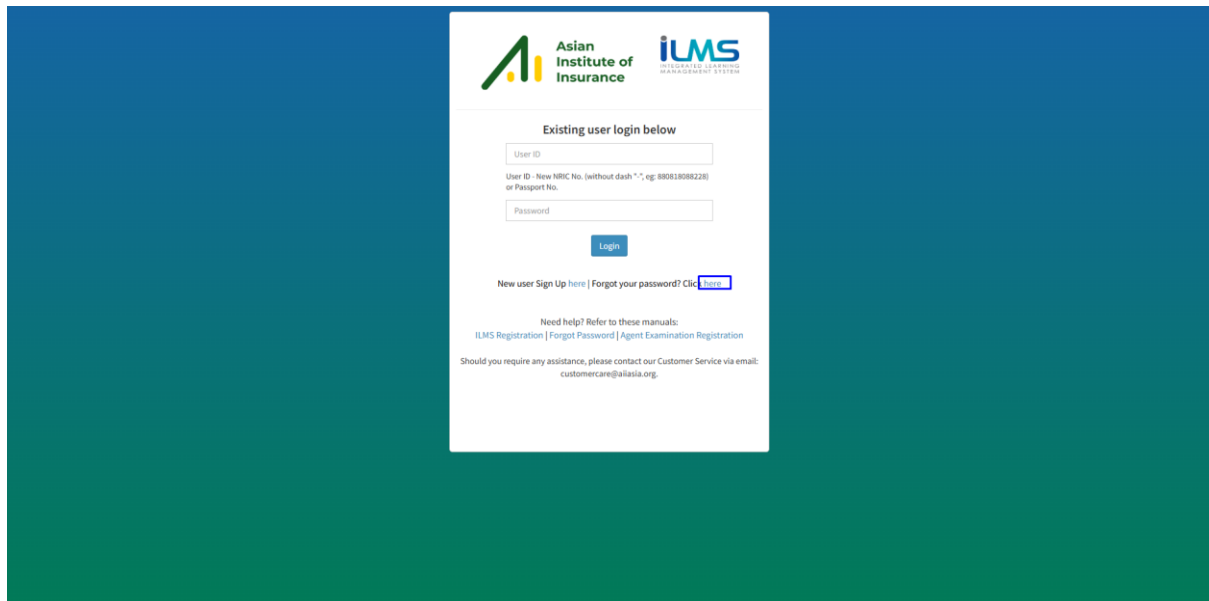 Asian
Institute of
Insurance
iLMS
INTEGRATED LEARNING
MANAGEMENT SYSTEM
Existing user login below
User ID
User ID - New NRIC No. (without dash "-", eg: 880818088228)
or Passport No.
Password
Login
New user Sign Up here | Forgot your password? Click here
Need help? Refer to these manuals:
ILMS Registration | Forgot Password | Agent Examination Registration
Should you require any assistance, please contact our Customer Service via email:
customercare@aiiasia.org.